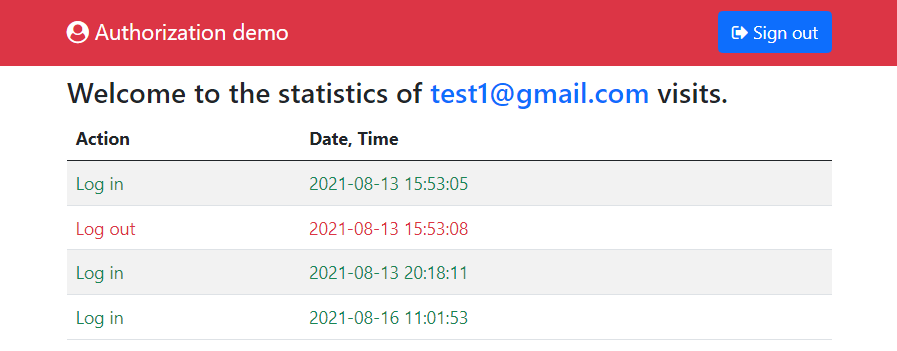 Authorization demo Sign out
Welcome to the statistics of test1@gmail.com visits.
Action Date, Time
Log in 2021-08-13 15:53:05
Log out 2021-08-13 15:53:08
Log in 2021-08-13 20:18:11
Log in 2021-08-16 11:01:53